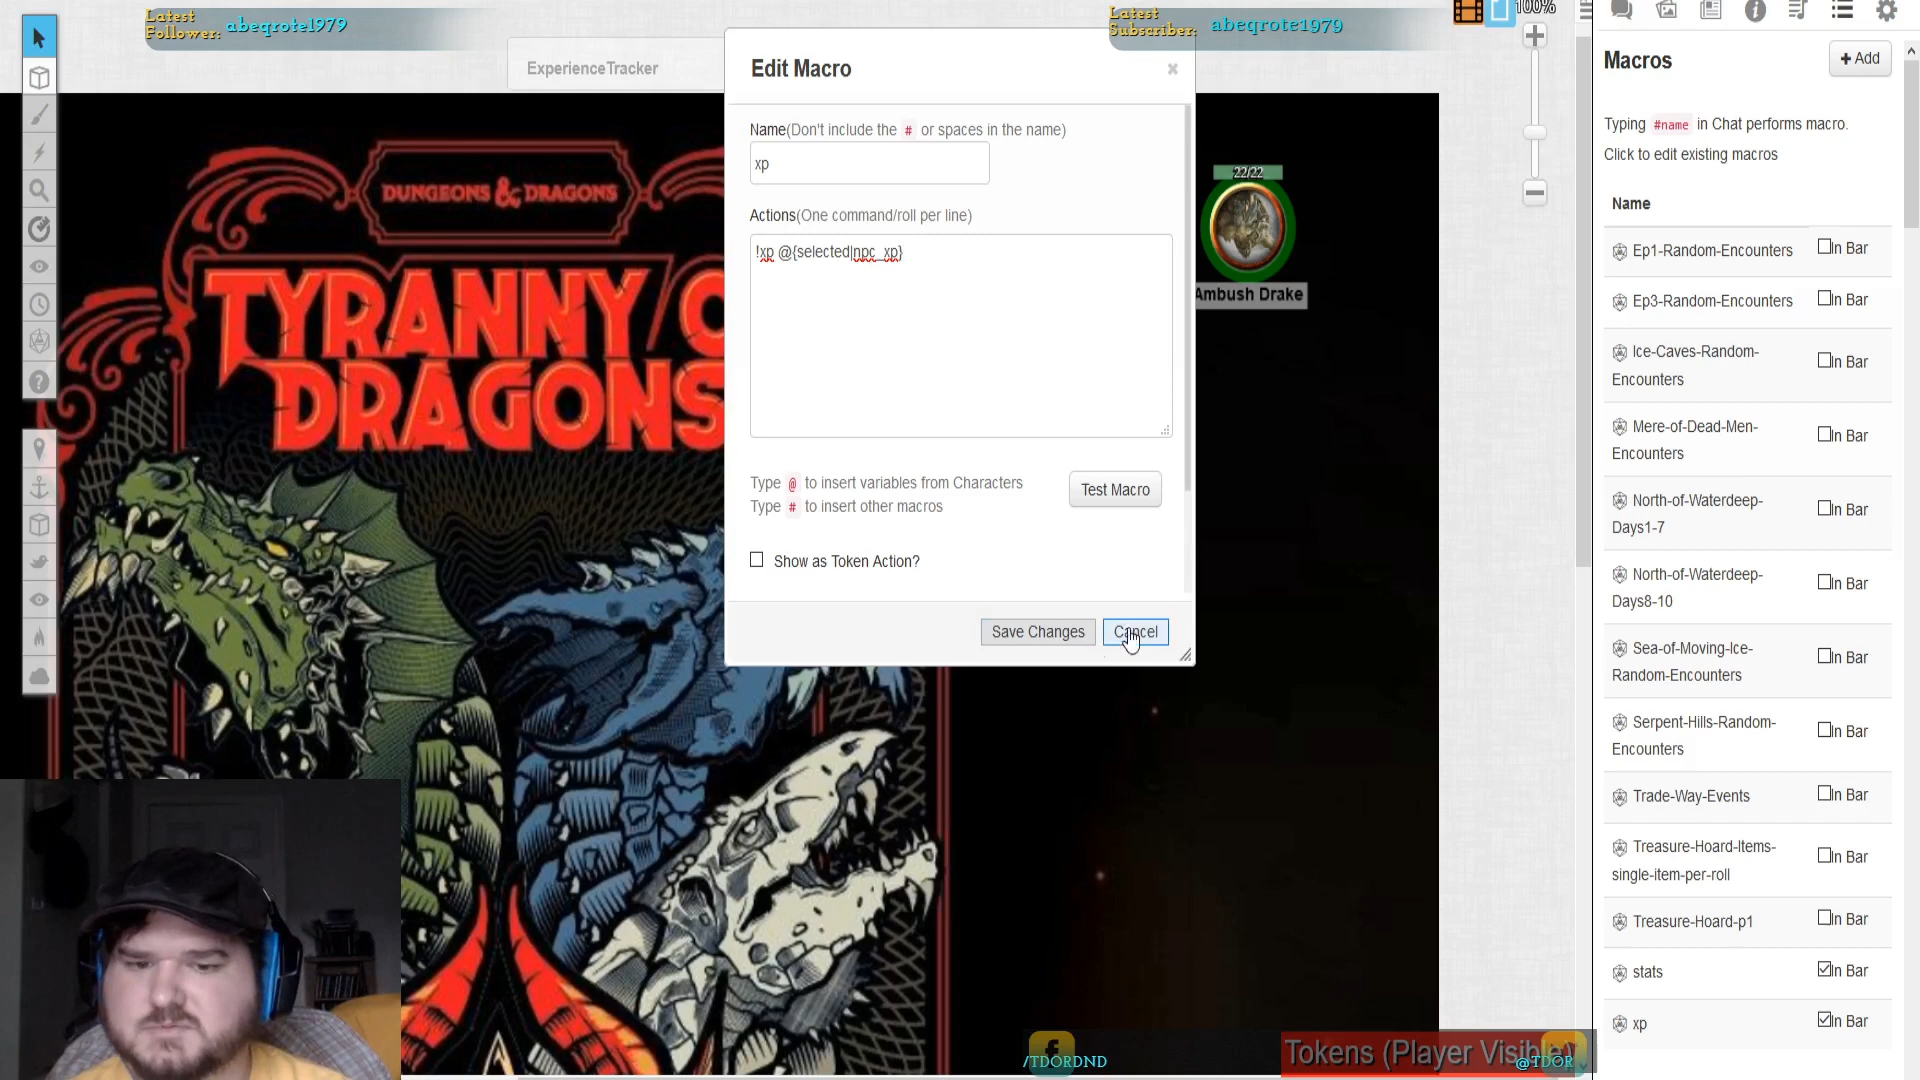 Latest
Follower: abeqrote1979
Latest
Subscriber: abeqrote1979
100%
ExperienceTracker
DUNGEONS & DRAGONS
TYRANNY O
DRAGONS
22/22
Ambush Drake
Edit Macro
Name(Don't include the # or spaces in the name)
xp
Actions(One command/roll per line)
!xp @{selected|npc_xp}
Type @ to insert variables from Characters
Type # to insert other macros
Test Macro
Show as Token Action?
Save Changes
Cancel
Macros
+ Add
Typing #name in Chat performs macro.
Click to edit existing macros
Name
Ep1-Random-Encounters
In Bar
Ep3-Random-Encounters
In Bar
Ice-Caves-Random-
Encounters
In Bar
Mere-of-Dead-Men-
Encounters
In Bar
North-of-Waterdeep-
Days1-7
In Bar
North-of-Waterdeep-
Days8-10
In Bar
Sea-of-Moving-Ice-
Random-Encounters
In Bar
Serpent-Hills-Random-
Encounters
In Bar
Trade-Way-Events
In Bar
Treasure-Hoard-Items-
single-item-per-roll
In Bar
Treasure-Hoard-p1
In Bar
stats
In Bar
xp
In Bar
/TDORDND
Tokens (Player Visible)
@TDOR